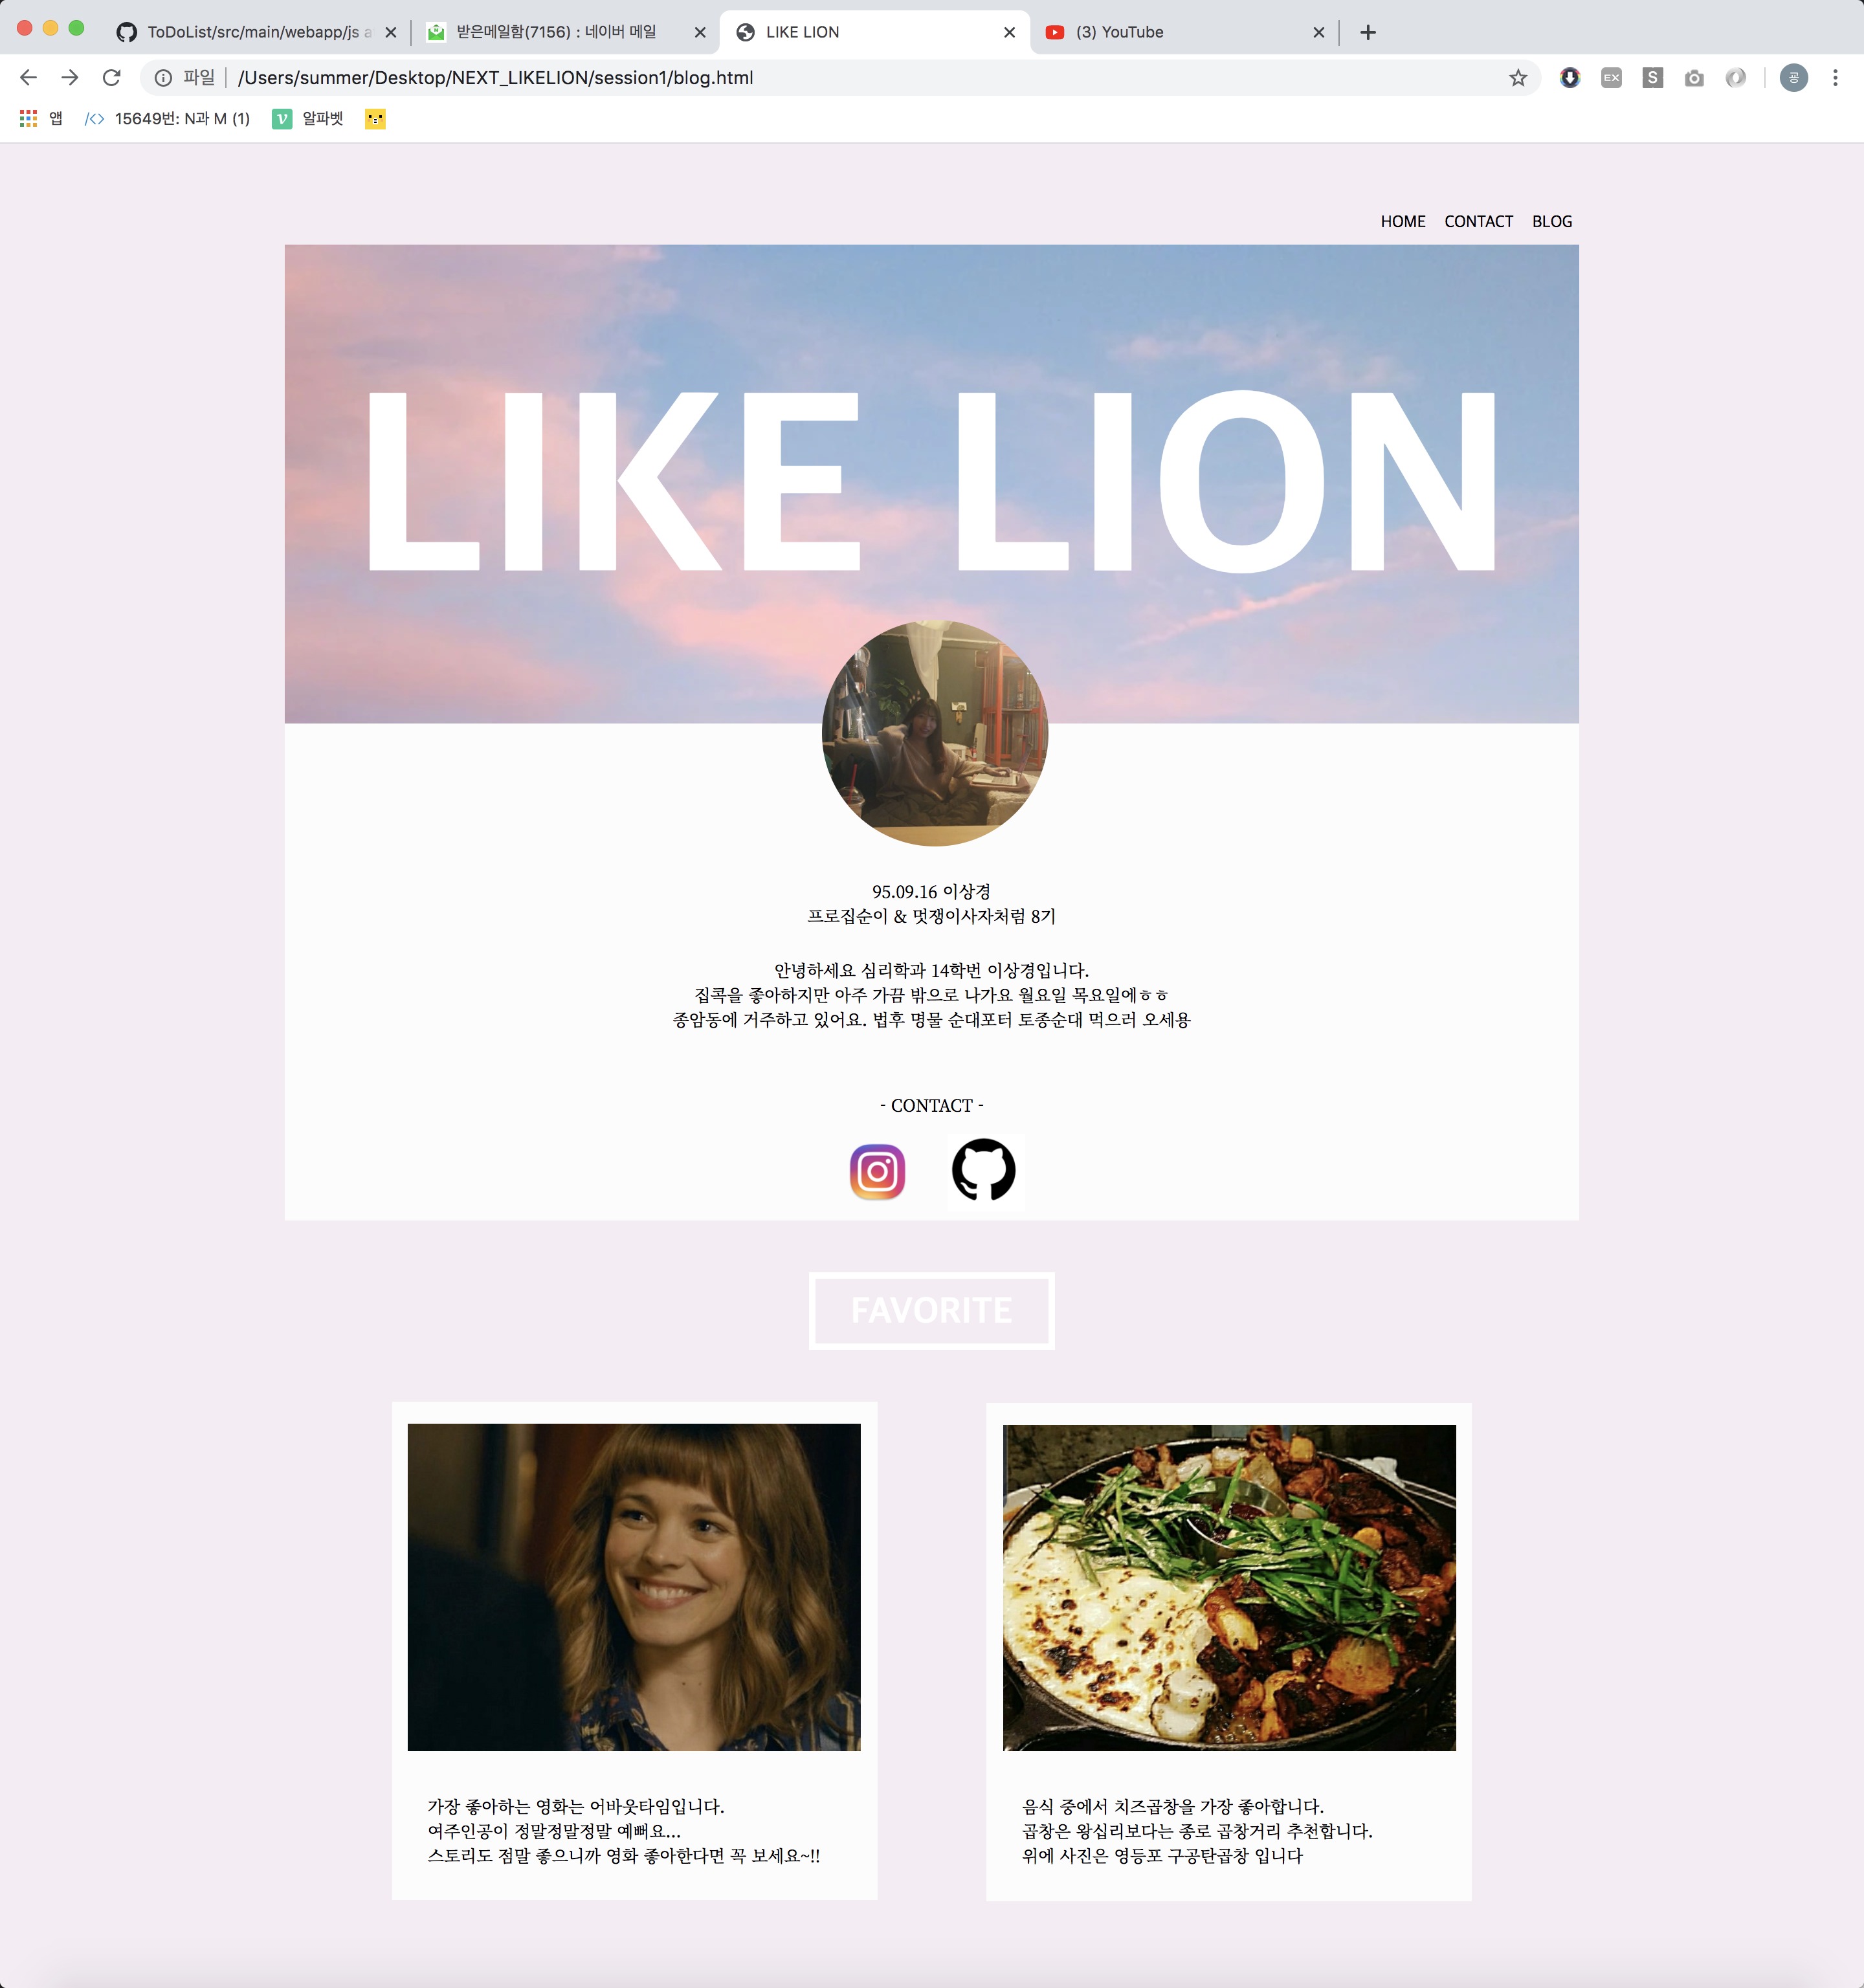 ToDoList/src/main/webapp/js a
받은메일함(7156) : 네이버 메일
LIKE LION
(3) YouTube
파일
/Users/summer/Desktop/NEXT_LIKELION/session1/blog.html
EX
S
공
앱
15649번: N과 M (1)
알파벳
HOME CONTACT BLOG
LIKE LION
95.09.16 이상경
프로집순이 & 멋쟁이사자처럼 8기
안녕하세요 심리학과 14학번 이상경입니다.
집콕을 좋아하지만 아주 가끔 밖으로 나가요 월요일 목요일에ㅎㅎ
종암동에 거주하고 있어요. 법후 명물 순대포터 토종순대 먹으러 오세용
- CONTACT -
FAVORITE
가장 좋아하는 영화는 어바웃타임입니다.
여주인공이 정말정말정말 예뻐요...
스토리도 점말 좋으니까 영화 좋아한다면 꼭 보세요~!!
음식 중에서 치즈곱창을 가장 좋아합니다.
곱창은 왕십리보다는 종로 곱창거리 추천합니다.
위에 사진은 영등포 구공탄곱창 입니다